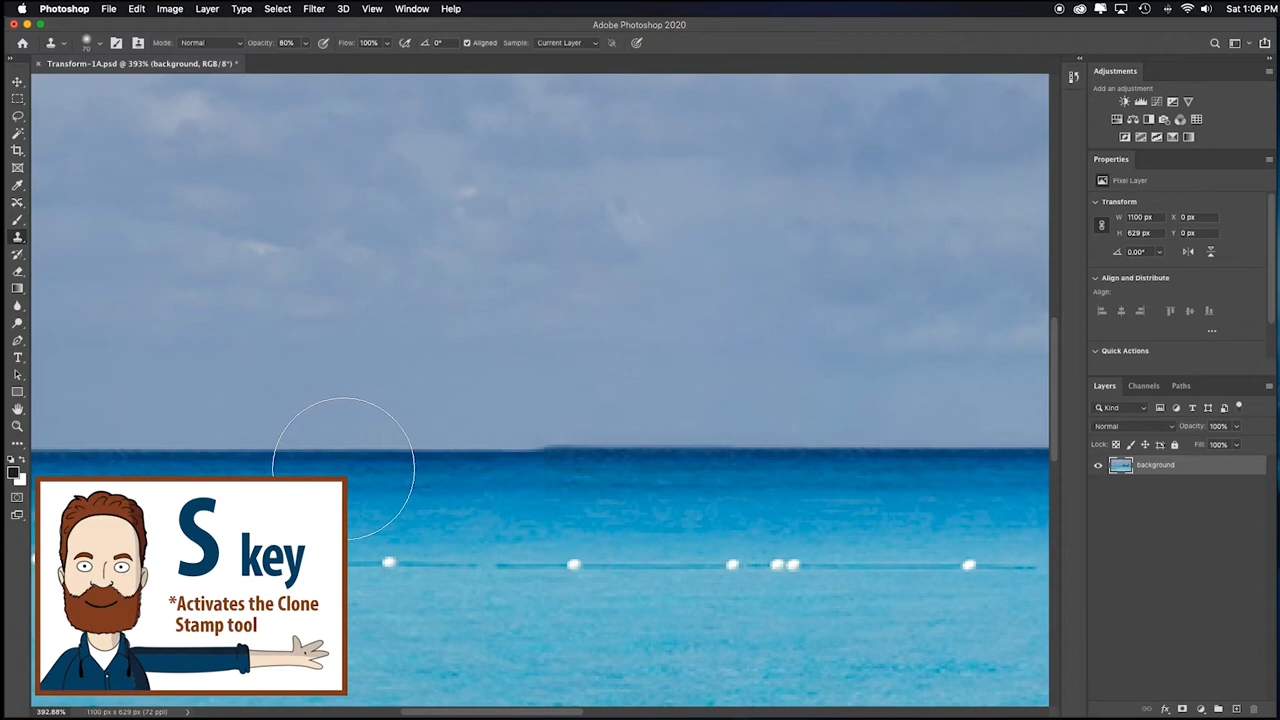 Photoshop File Edit Image Layer Type Select Filter 3D View Window Help Sat 1:06 PM
Adobe Photoshop 2020
70 Mode: Normal Opacity: 80% Flow: 100% 0° Aligned Sample: Current Layer
Transform-1A.psd @ 393% (background, RGB/8*) *
Adjustments
Add an adjustment
Properties
Pixel Layer
Transform
W 1100 px X 0 px
H 629 px Y 0 px
0.00°
Align and Distribute
Align:
Quick Actions
Layers Channels Paths
Kind
Normal Opacity: 100%
Lock: Fill: 100%
background
S key
*Activates the Clone
Stamp tool
392.88% 1100 px x 629 px (72 ppi)